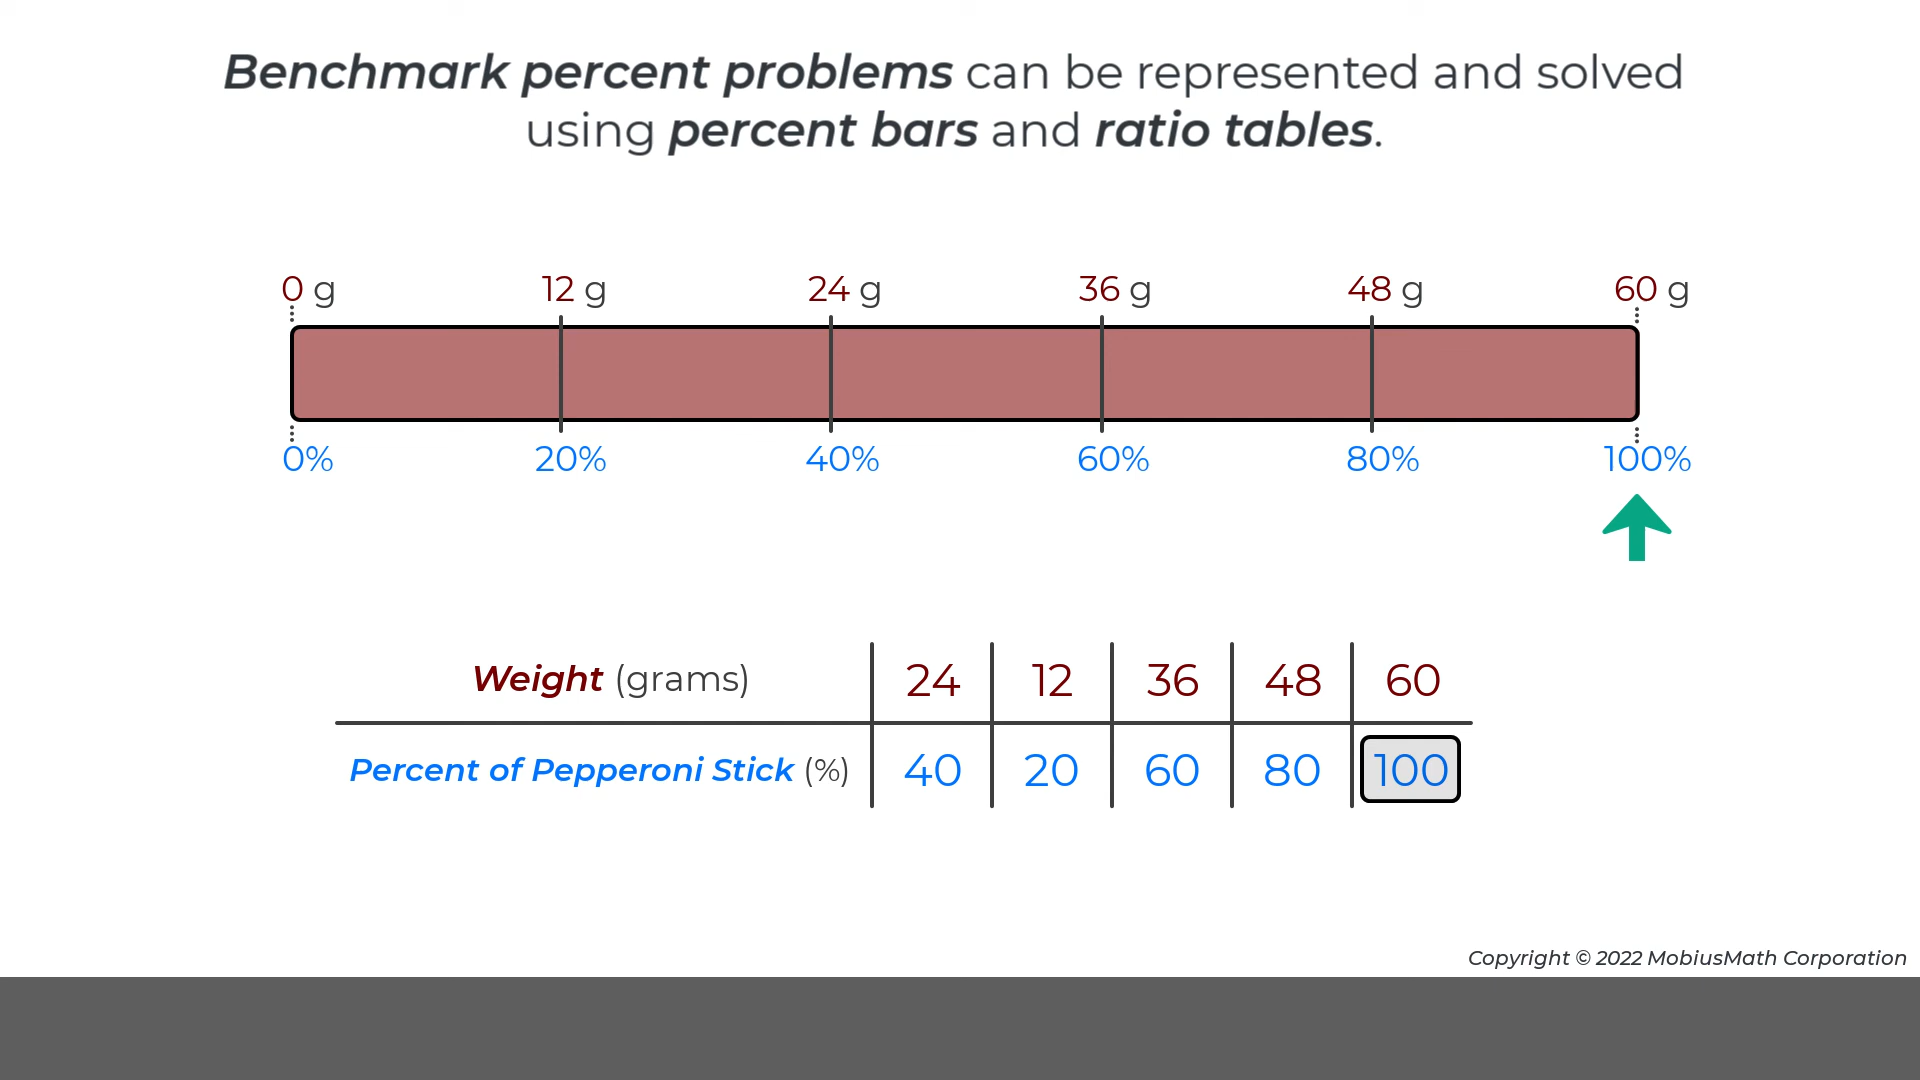 Benchmark percent problems can be represented and solved
using percent bars and ratio tables.
0 g 12 g 24 g 36 g 48 g 60 g
0% 20% 40% 60% 80% 100%
Weight (grams) 24 12 36 48 60
Percent of Pepperoni Stick (%) 40 20 60 80 100
Copyright © 2022 MobiusMath Corporation